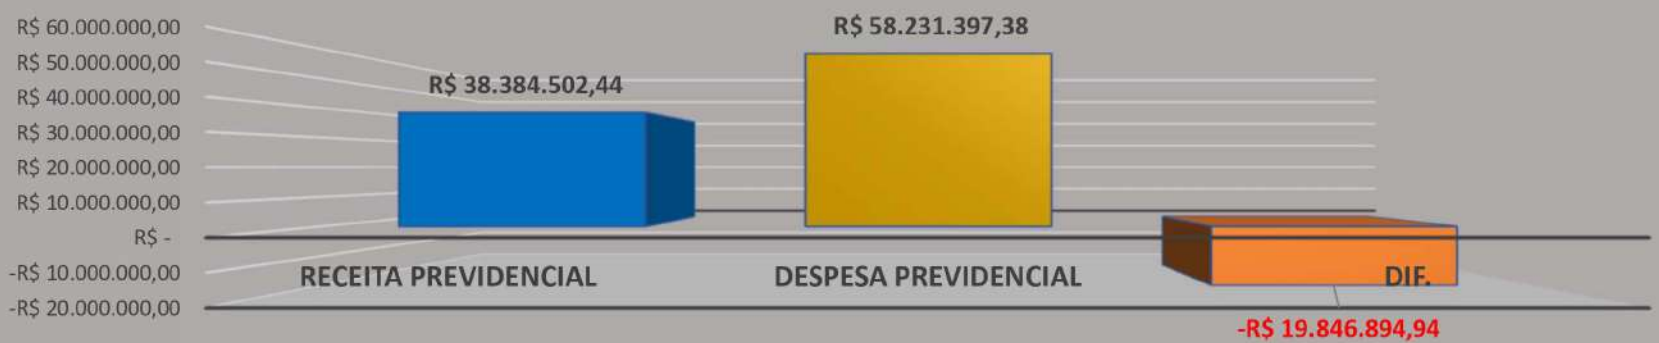 R$ 60.000.000,00
R$ 50.000.000,00
R$ 40.000.000,00
R$ 30.000.000,00
R$ 20.000.000,00
R$ 10.000.000,00
R$ -
-R$ 10.000.000,00
-R$ 20.000.000,00
R$ 38.384.502,44
R$ 58.231.397,38
-R$ 19.846.894,94
RECEITA PREVIDENCIAL
DESPESA PREVIDENCIAL
DIF.